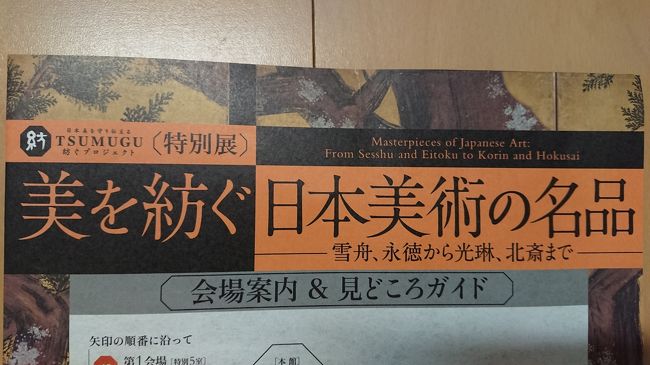 紡
日本美を守り伝える
TSUMUGU
紡ぐプロジェクト
〔特別展〕
Masterpieces of Japanese Art:
From Sesshu and Eitoku to Korin and Hokusai
美を紡ぐ 日本美術の名品
雪舟、永徳から光琳、北斎まで
会場案内 & 見どころガイド
矢印の順番に沿って
第1会場［特別5室］
［本館］